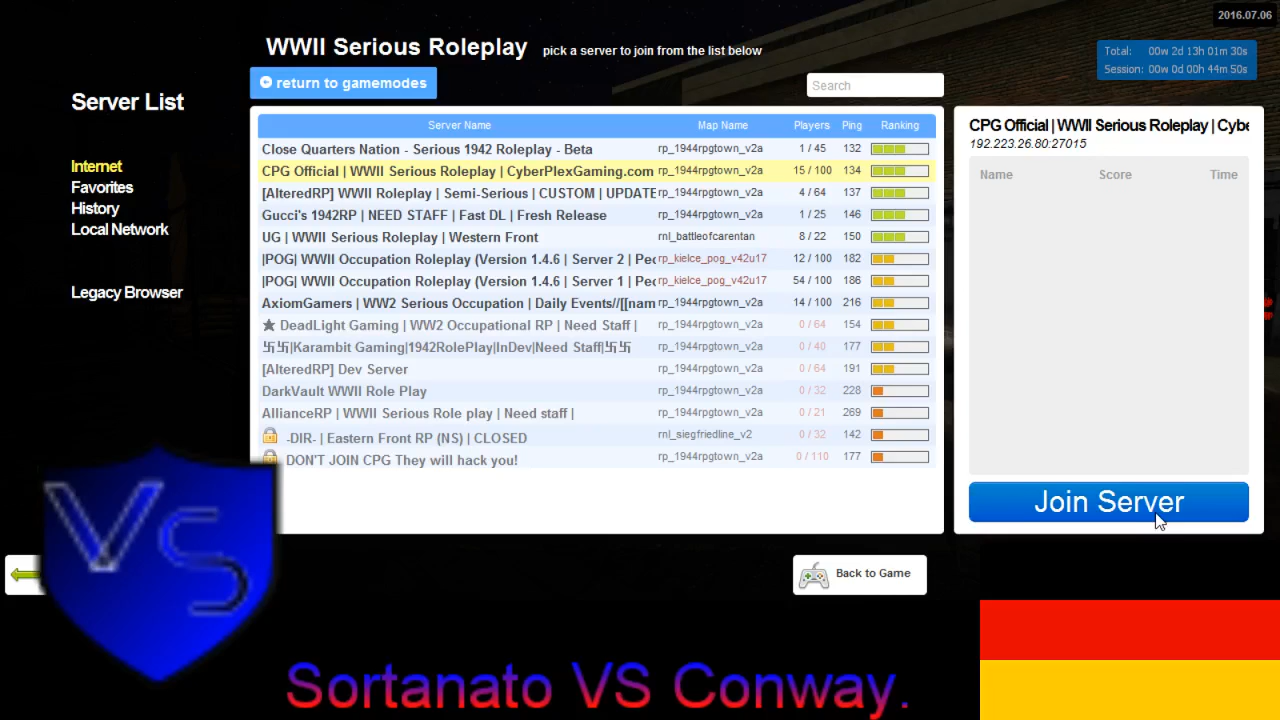 2016.07.06
WWII Serious Roleplay pick a server to join from the list below
Total: 00w 2d 13h 01m 30s
Session: 00w 0d 00h 44m 50s
return to gamemodes
Search
Server List
Internet
Favorites
History
Local Network
Legacy Browser
Server Name Map Name Players Ping Ranking
Close Quarters Nation - Serious 1942 Roleplay - Beta rp_1944rpgtown_v2a 1 / 45 132
CPG Official | WWII Serious Roleplay | CyberPlexGaming.com rp_1944rpgtown_v2a 15 / 100 134
[AlteredRP] WWII Roleplay | Semi-Serious | CUSTOM | UPDATE rp_1944rpgtown_v2a 4 / 64 137
Gucci's 1942RP | NEED STAFF | Fast DL | Fresh Release rp_1944rpgtown_v2a 1 / 25 146
UG | WWII Serious Roleplay | Western Front rnl_battleofcarentan 8 / 22 150
|POG| WWII Occupation Roleplay (Version 1.4.6 | Server 2 | Pec rp_kielce_pog_v42u17 12 / 100 182
|POG| WWII Occupation Roleplay (Version 1.4.6 | Server 1 | Pec rp_kielce_pog_v42u17 54 / 100 186
AxiomGamers | WW2 Serious Occupation | Daily Events//[[nam rp_1944rpgtown_v2a 14 / 100 216
★ DeadLight Gaming | WW2 Occupational RP | Need Staff | rp_1944rpgtown_v2a 0 / 64 154
卐卐|Karambit Gaming|1942RolePlay|InDev|Need Staff|卐卐 rp_1944rpgtown_v2a 0 / 40 177
[AlteredRP] Dev Server rp_1944rpgtown_v2a 0 / 64 191
DarkVault WWII Role Play rp_1944rpgtown_v2a 0 / 32 228
AllianceRP | WWII Serious Role play | Need staff | rp_1944rpgtown_v2a 0 / 21 269
-DIR- | Eastern Front RP (NS) | CLOSED rnl_siegfriedline_v2 0 / 32 142
DON'T JOIN CPG They will hack you! rp_1944rpgtown_v2a 0 / 110 177
CPG Official | WWII Serious Roleplay | Cybe
192.223.26.80:27015
Name Score Time
Join Server
Back to Game
VS
Sortanato VS Conway.